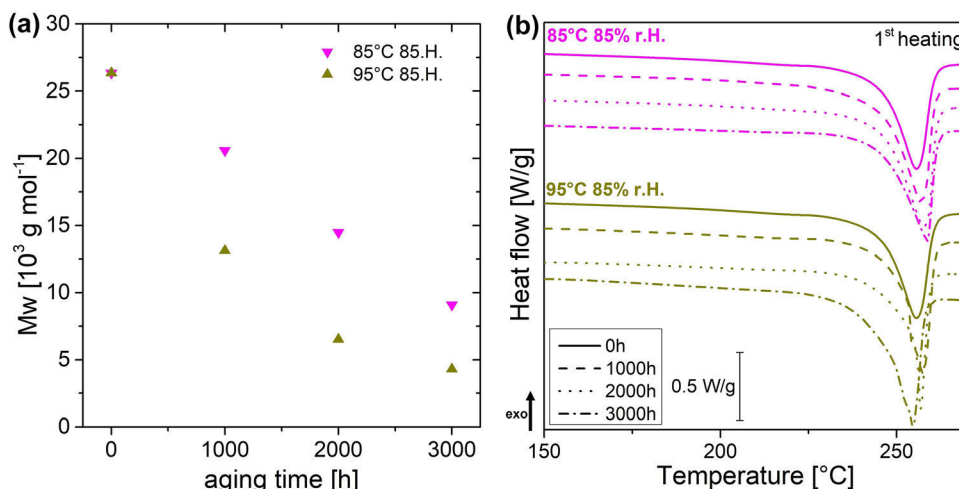 (a)
30
25
20
15
10
5
0
Mw [10³ g mol⁻¹]
85°C 85.H.
95°C 85.H.
0 1000 2000 3000
aging time [h]
(b)
85°C 85% r.H.
1st heating
95°C 85% r.H.
Heat flow [W/g]
0h
1000h
2000h
3000h
0.5 W/g
exo
150 200 250
Temperature [°C]